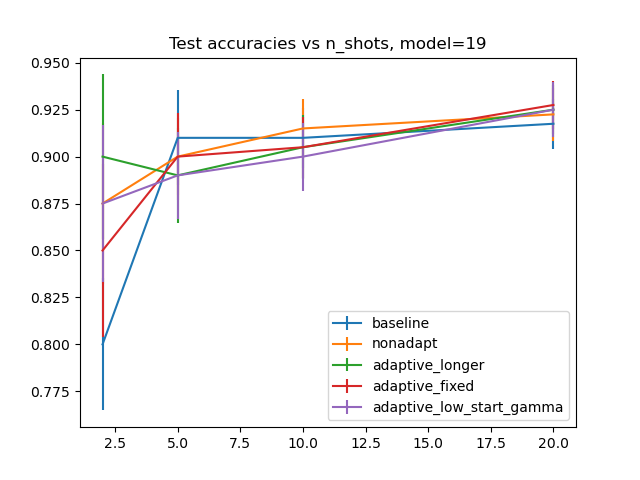 Test accuracies vs n_shots, model=19
0.950
0.925
0.900
0.875
0.850
0.825
0.800
0.775
baseline
nonadapt
adaptive_longer
adaptive_fixed
adaptive_low_start_gamma
2.5 5.0 7.5 10.0 12.5 15.0 17.5 20.0